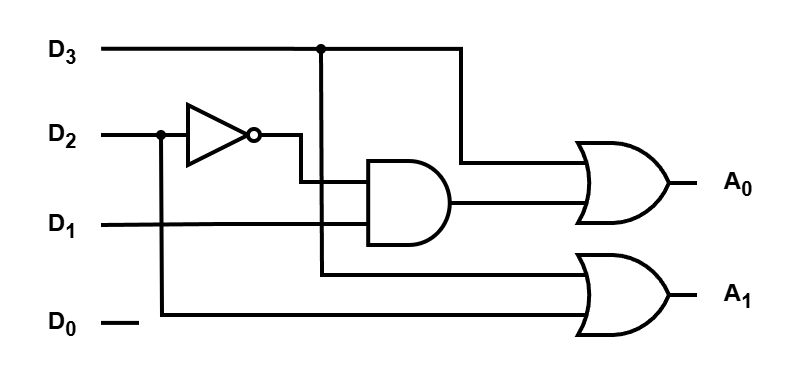 D₃
D₂
D₁
D₀
A₀
A₁